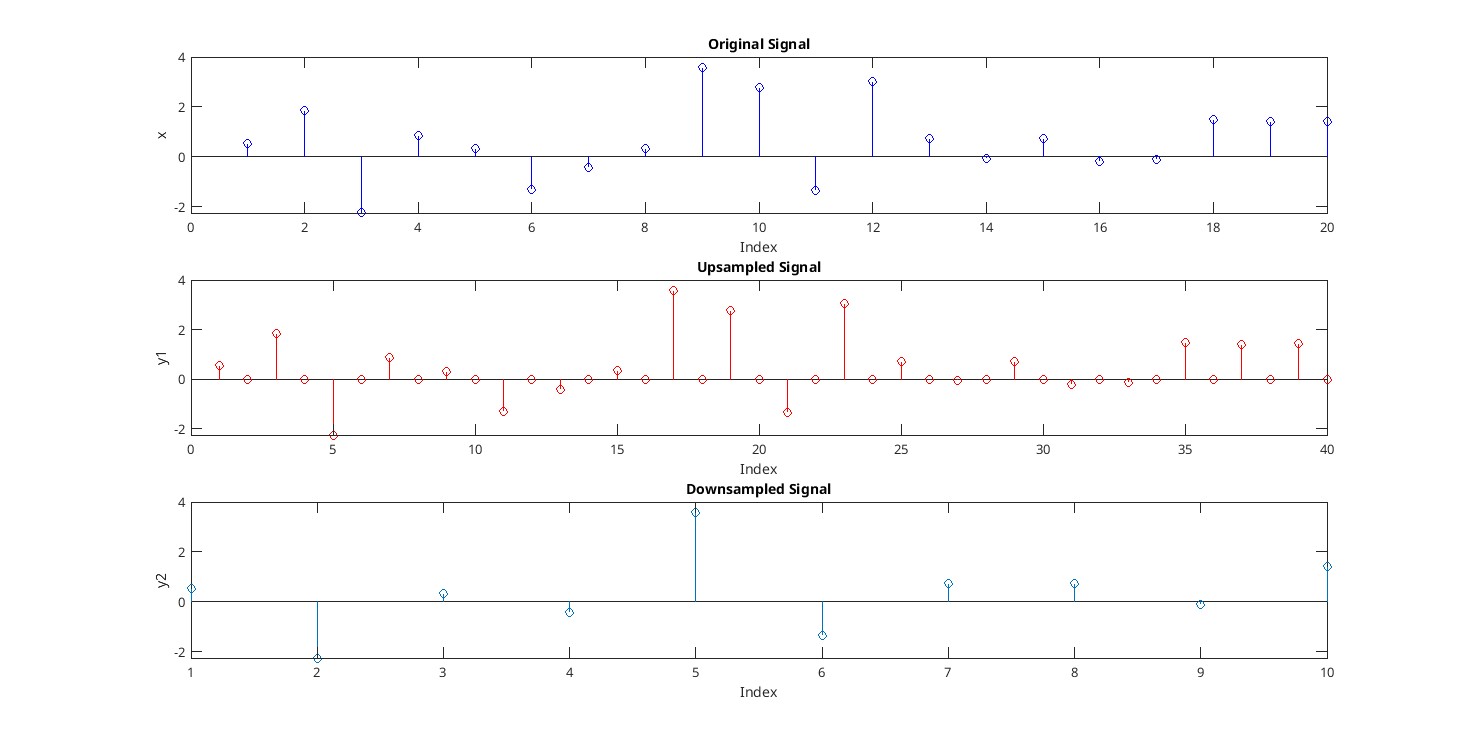 Original Signal
4
2
0
-2
x
0 2 4 6 8 10 12 14 16 18 20
Index
Upsampled Signal
4
2
0
-2
y1
0 5 10 15 20 25 30 35 40
Index
Downsampled Signal
4
2
0
-2
y2
1 2 3 4 5 6 7 8 9 10
Index